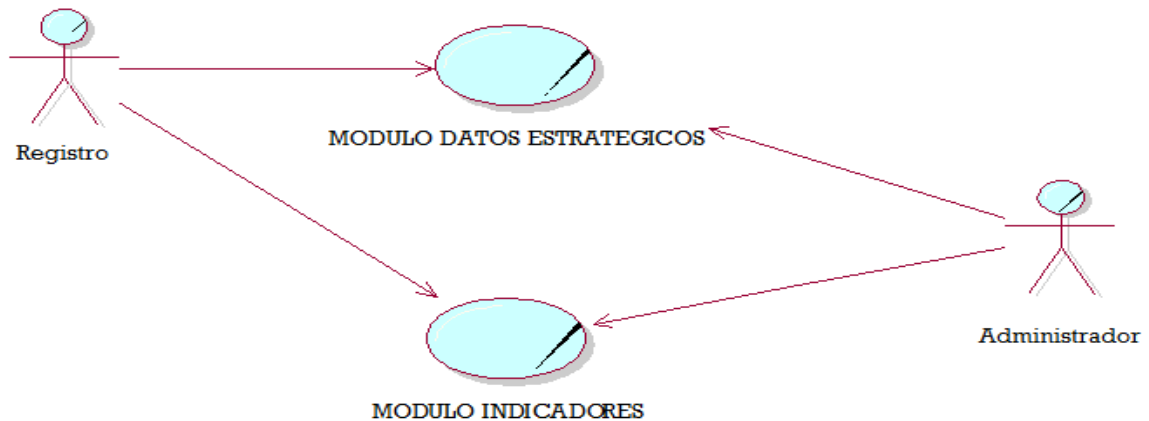 MODULO DATOS ESTRATEGICOS
Registro
Administrador
MODULO INDICADORES